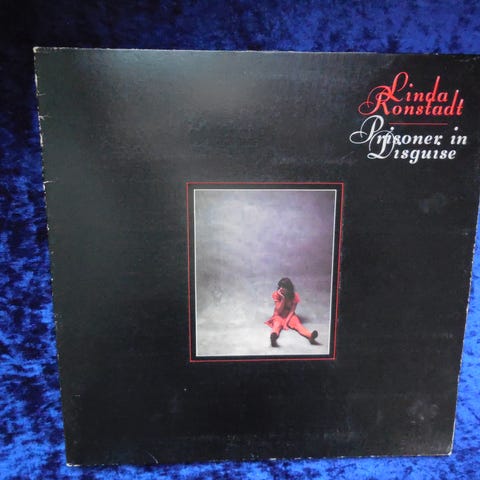 Linda
Ronstadt
Prisoner in
Disguise